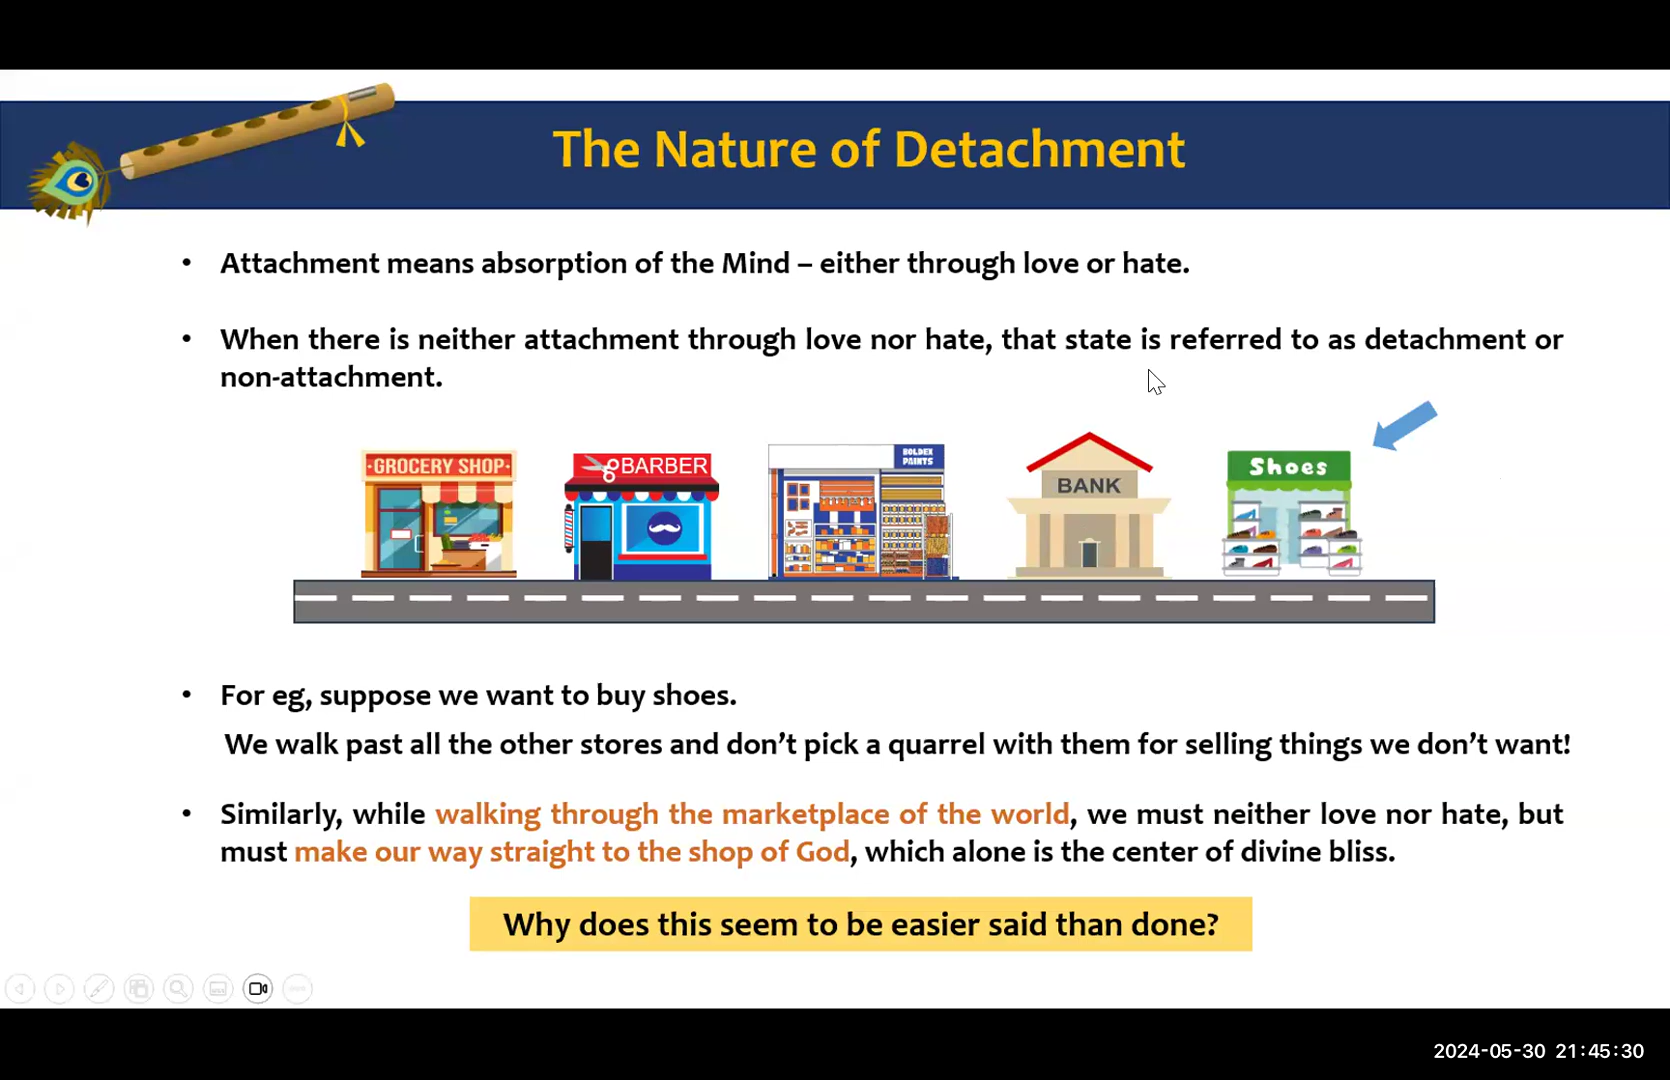 The Nature of Detachment
• Attachment means absorption of the Mind – either through love or hate.
• When there is neither attachment through love nor hate, that state is referred to as detachment or
non-attachment.
GROCERY SHOP
BARBER
BOLDEX
PAINTS
BANK
Shoes
• For eg, suppose we want to buy shoes.
We walk past all the other stores and don't pick a quarrel with them for selling things we don't want!
• Similarly, while walking through the marketplace of the world, we must neither love nor hate, but
must make our way straight to the shop of God, which alone is the center of divine bliss.
Why does this seem to be easier said than done?
2024-05-30 21:45:30